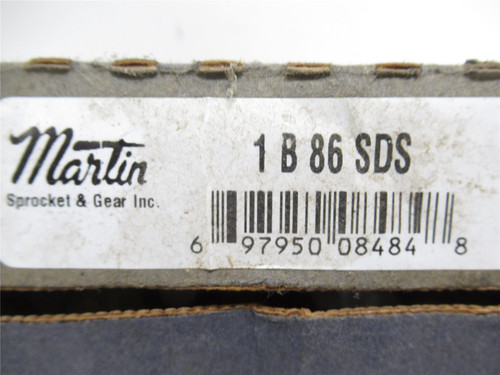 Martin
Sprocket & Gear Inc.
1 B 86 SDS
6 97950 08484 8